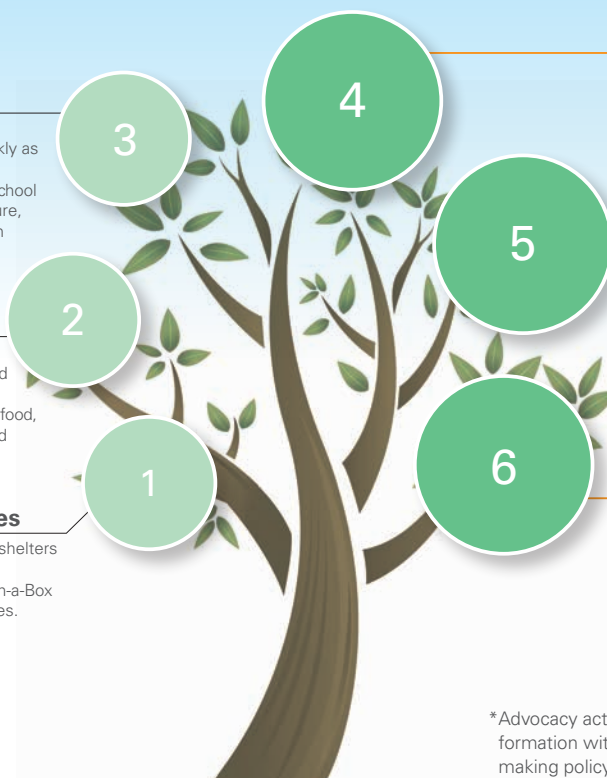 3
kly as
chool
ure,
n
2
d
food,
d
1
es
shelters
n-a-Box
es.
4
5
6
*Advocacy act
formation wit
making policy